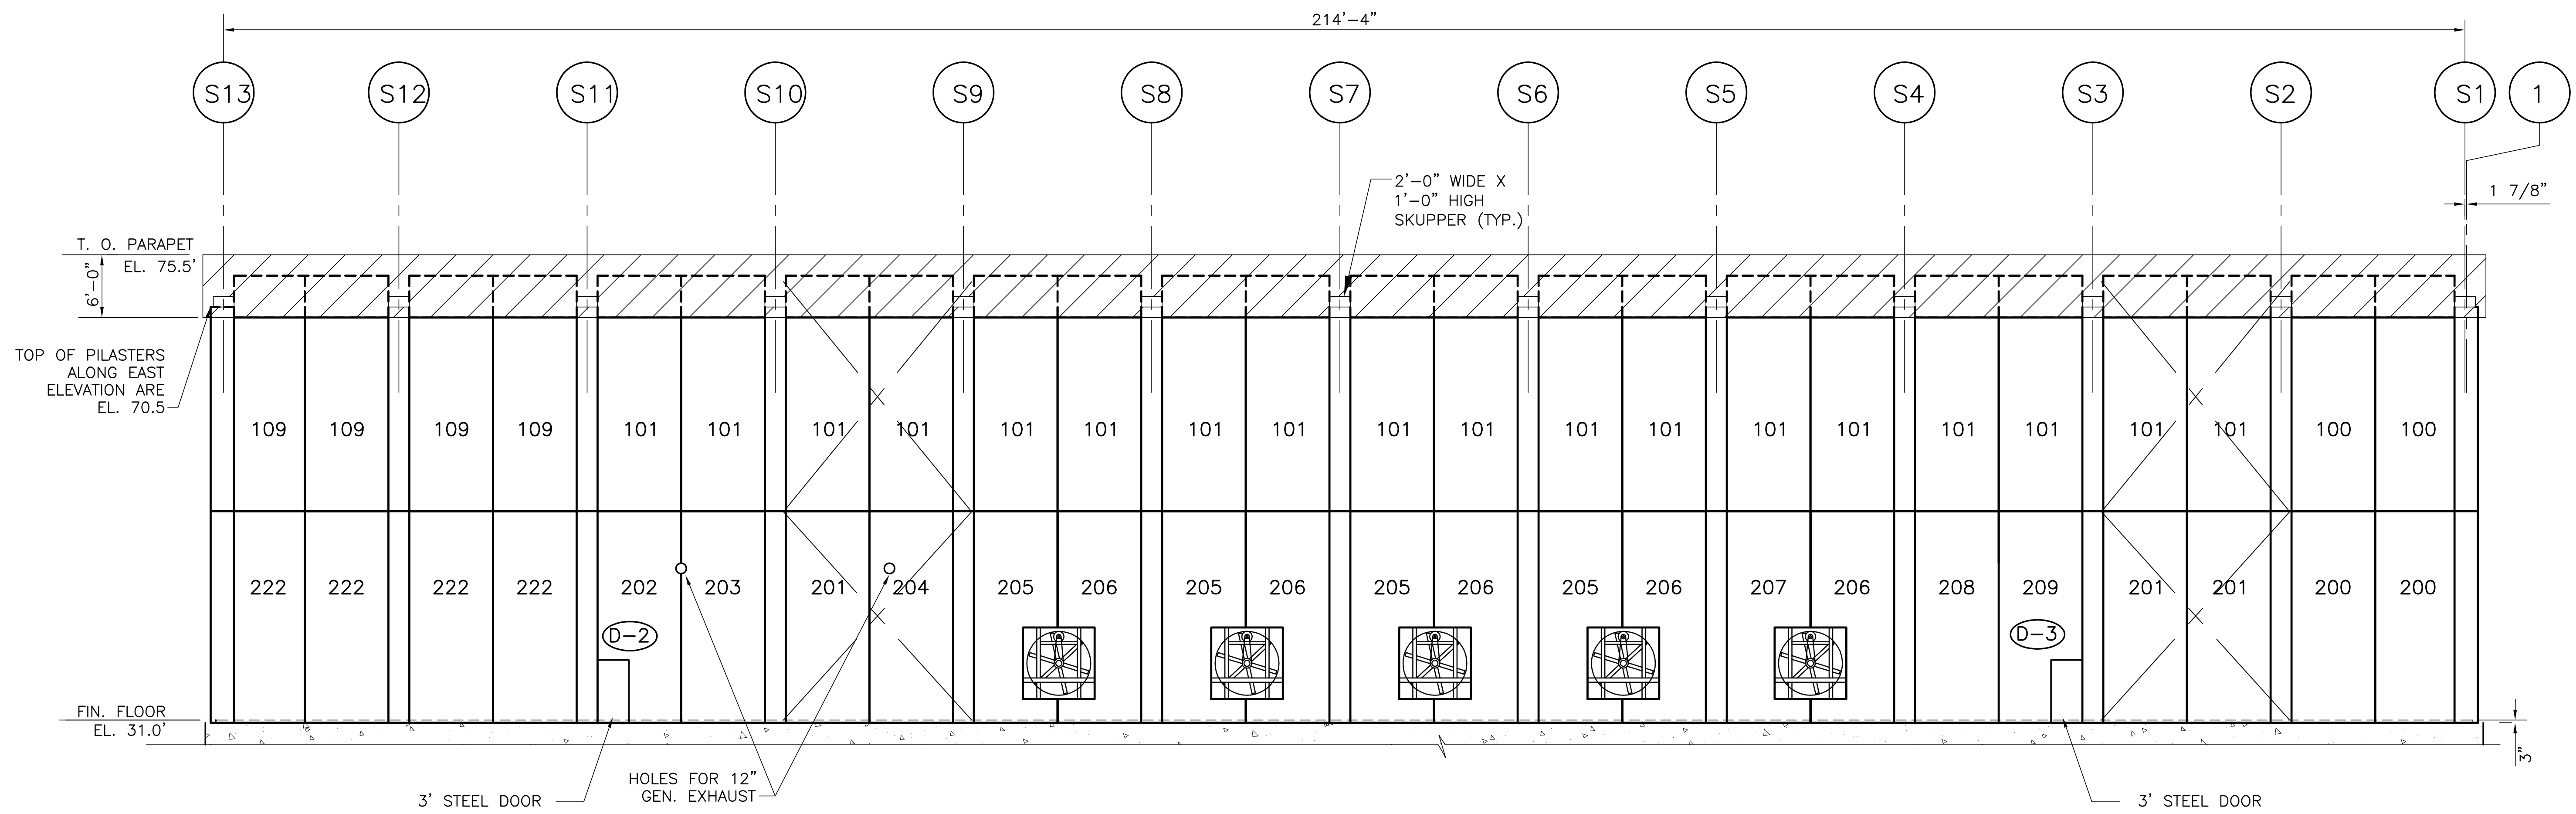 214'-4"
S13 S12 S11 S10 S9 S8 S7 S6 S5 S4 S3 S2 S1 1
2'-0" WIDE X
1'-0" HIGH
SKUPPER (TYP.)
1 7/8"
T. O. PARAPET
EL. 75.5'
6'-0"
TOP OF PILASTERS
ALONG EAST
ELEVATION ARE
EL. 70.5
109 109 109 109 101 101 101 101 101 101 101 101 101 101 101 101 101 101 101 101 101 101 100 100
222 222 222 222 202 203 201 204 205 206 205 206 205 206 205 206 207 206 208 209 201 201 200 200
D-2
D-3
FIN. FLOOR
EL. 31.0'
3"
HOLES FOR 12"
GEN. EXHAUST
3' STEEL DOOR
3' STEEL DOOR